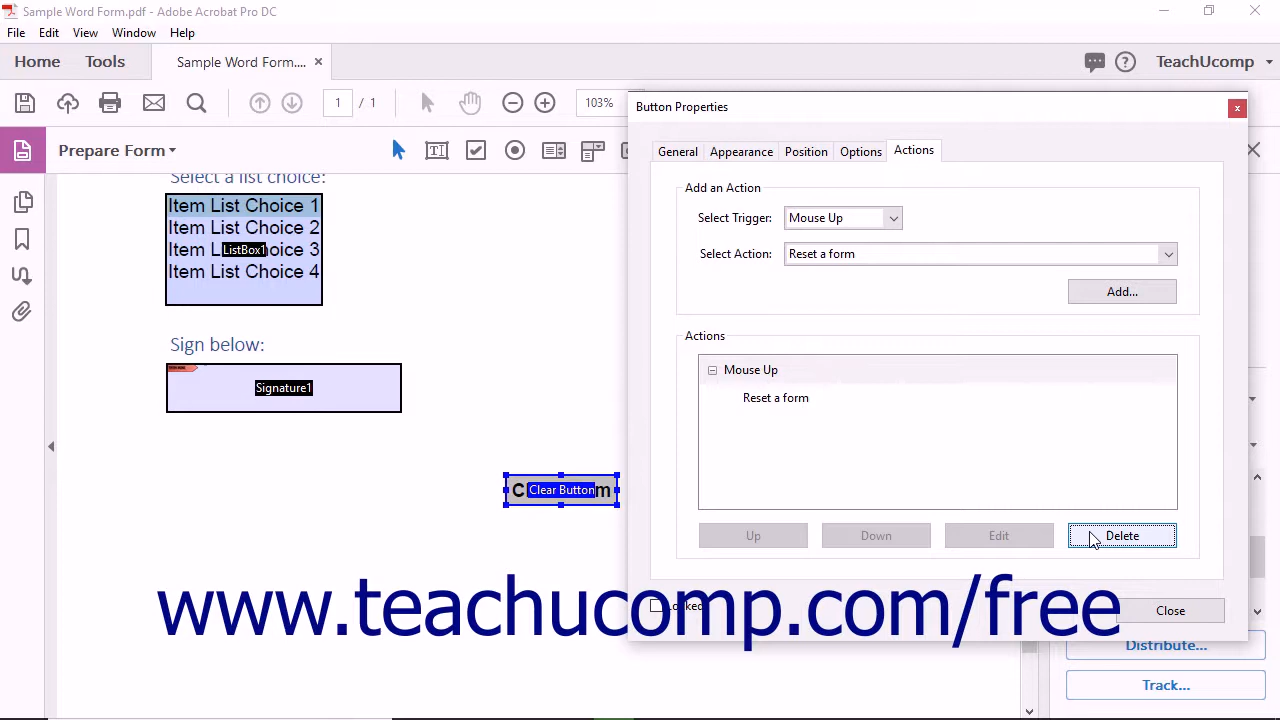 Sample Word Form.pdf - Adobe Acrobat Pro DC
File Edit View Window Help
Home Tools Sample Word Form.... × TeachUcomp
1 / 1 103%
Prepare Form
Select a list choice:
Item List Choice 1
Item List Choice 2
Item L ListBox1 hoice 3
Item List Choice 4
Sign below:
Signature1
C Clear Button m
Button Properties
General Appearance Position Options Actions
Add an Action
Select Trigger: Mouse Up
Select Action: Reset a form
Add...
Actions
Mouse Up
Reset a form
Up Down Edit Delete
Locked
Close
www.teachucomp.com/free
Distribute...
Track...